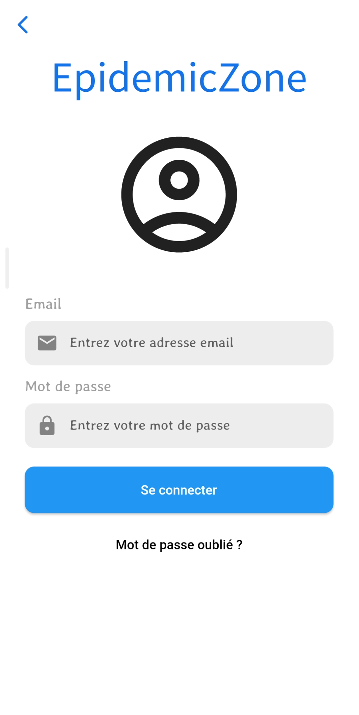 EpidemicZone
Email
Entrez votre adresse email
Mot de passe
Entrez votre mot de passe
Se connecter
Mot de passe oublié ?